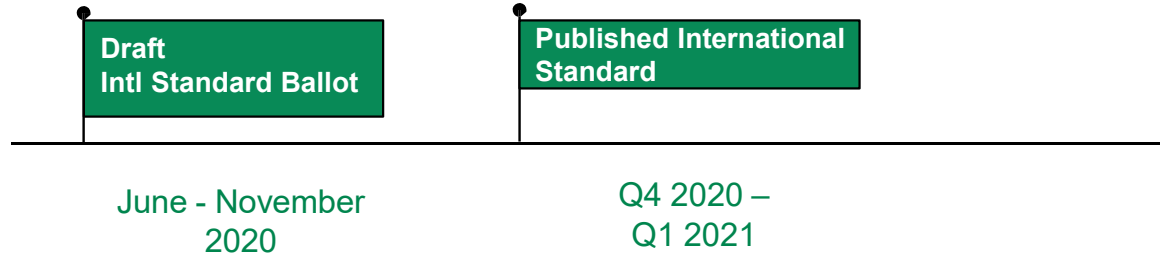 Draft
Intl Standard Ballot
Published International
Standard
June - November
2020
Q4 2020 –
Q1 2021